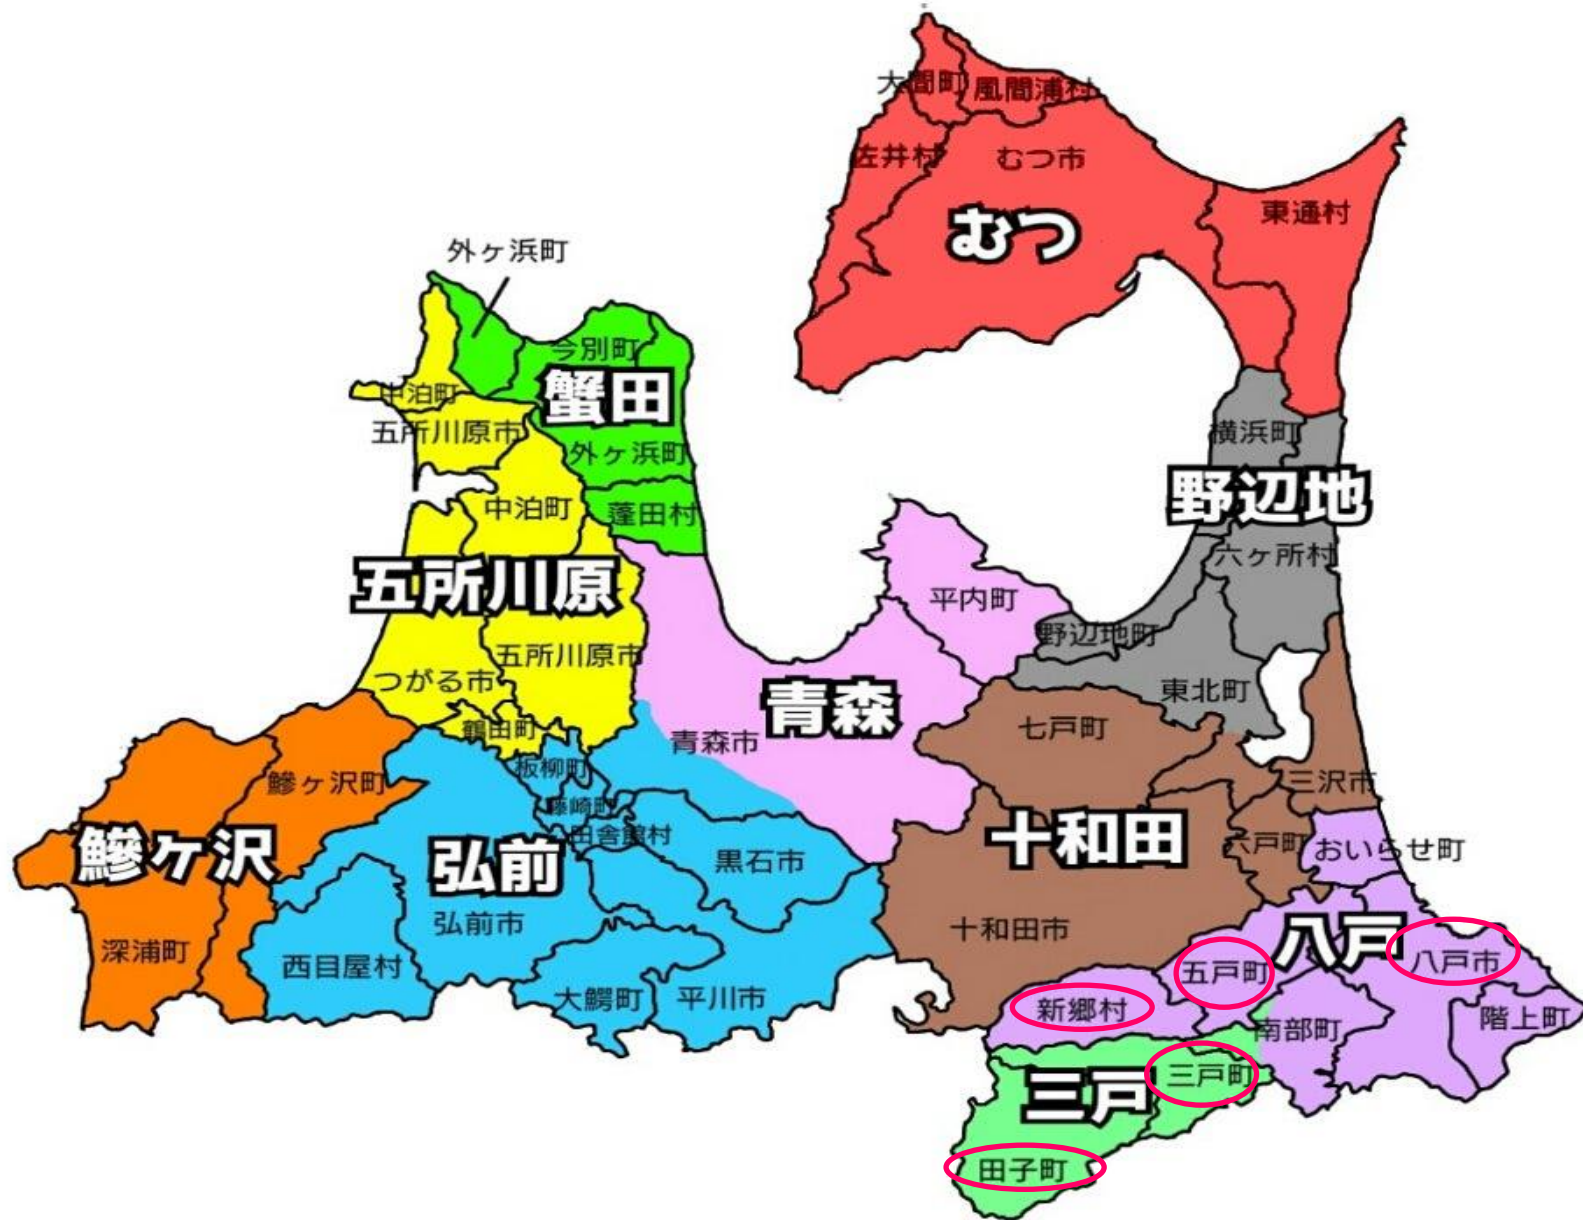 大間町
風間浦村
佐井村
むつ市
東通村
むつ
外ヶ浜町
今別町
中泊町
蟹田
五所川原市
横浜町
外ヶ浜町
野辺地
中泊町
蓬田村
六ヶ所村
五所川原
平内町
野辺地町
五所川原市
つがる市
東北町
青森
七戸町
鶴田町
青森市
板柳町
鰺ヶ沢町
三沢市
藤崎町
田舎館村
十和田
六戸町
おいらせ町
鰺ヶ沢
弘前
黒石市
弘前市
十和田市
八戸
深浦町
西目屋村
五戸町
八戸市
大鰐町
平川市
新郷村
南部町
階上町
三戸
三戸町
田子町